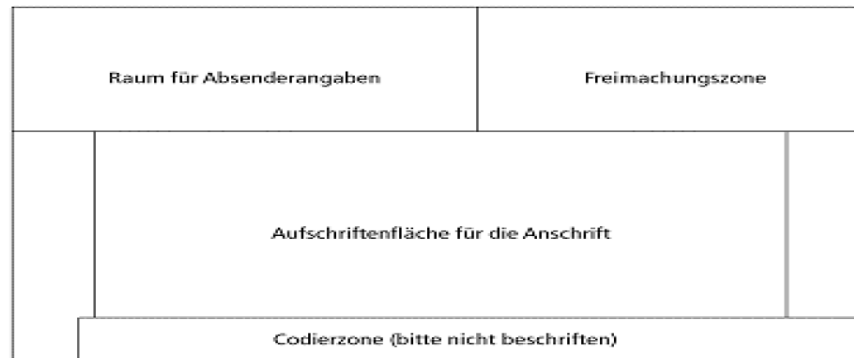 Raum für Absenderangaben
Freimachungszone
Aufschriftenfläche für die Anschrift
Codierzone (bitte nicht beschriften)